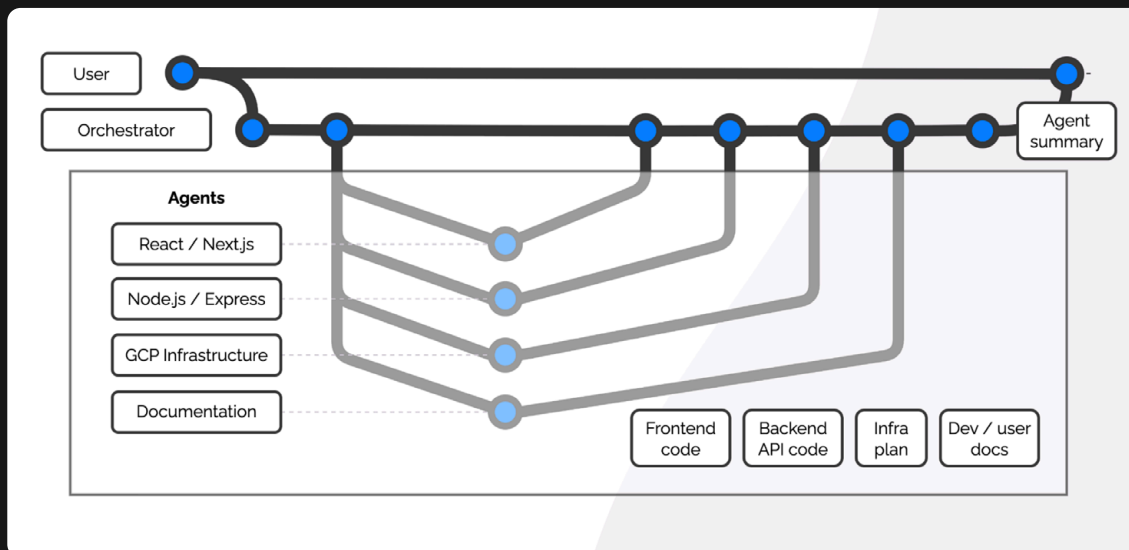 User
Orchestrator
Agent
summary
Agents
React / Next.js
Node.js / Express
GCP Infrastructure
Documentation
Frontend
code
Backend
API code
Infra
plan
Dev / user
docs